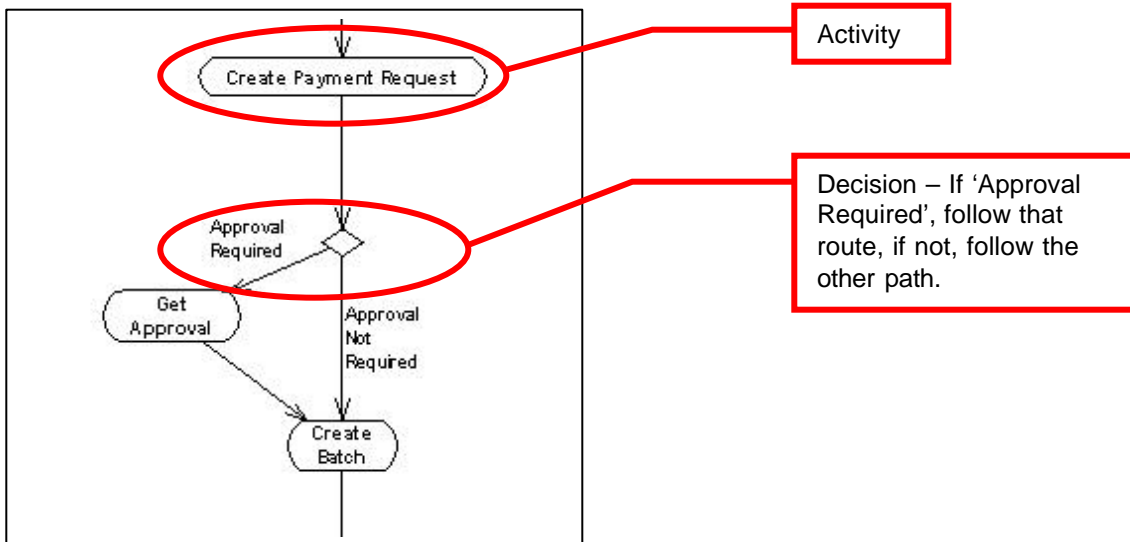 Activity
Create Payment Request
Decision – If ‘Approval
Required’, follow that
route, if not, follow the
other path.
Approval
Required
Get
Approval
Approval
Not
Required
Create
Batch